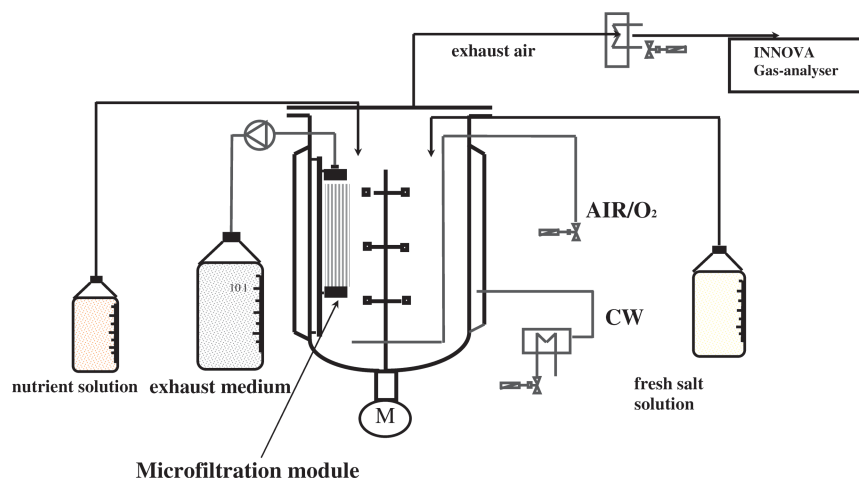 exhaust air
INNOVA
Gas-analyser
AIR/O₂
10 l
CW
nutrient solution
exhaust medium
fresh salt
solution
M
Microfiltration module